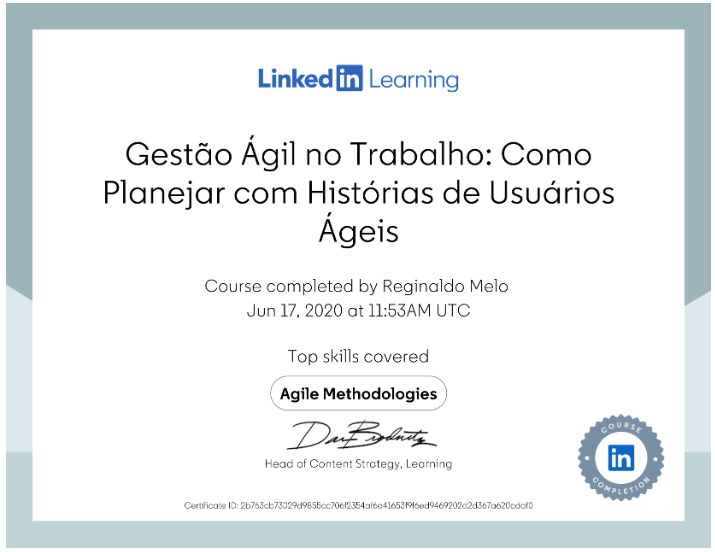 Linked in Learning
Gestão Ágil no Trabalho: Como
Planejar com Histórias de Usuários
Ágeis
Course completed by Reginaldo Melo
Jun 17, 2020 at 11:53AM UTC
Top skills covered
Agile Methodologies
Head of Content Strategy, Learning
COURSE
in
COMPLETION
Certificate ID: